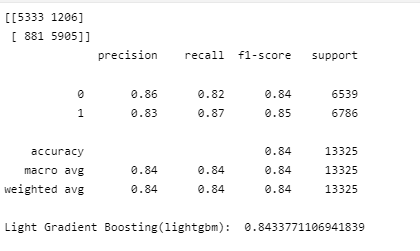 [[5333 1206]
[ 881 5905]]
precision recall f1-score support
0 0.86 0.82 0.84 6539
1 0.83 0.87 0.85 6786
accuracy 0.84 13325
macro avg 0.84 0.84 0.84 13325
weighted avg 0.84 0.84 0.84 13325
Light Gradient Boosting(lightgbm): 0.8433771106941839